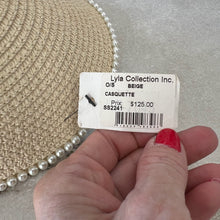 Lyla Collection Inc.
O/S BEIGE
CASQUETTE
Prix: $125.00
SS2241